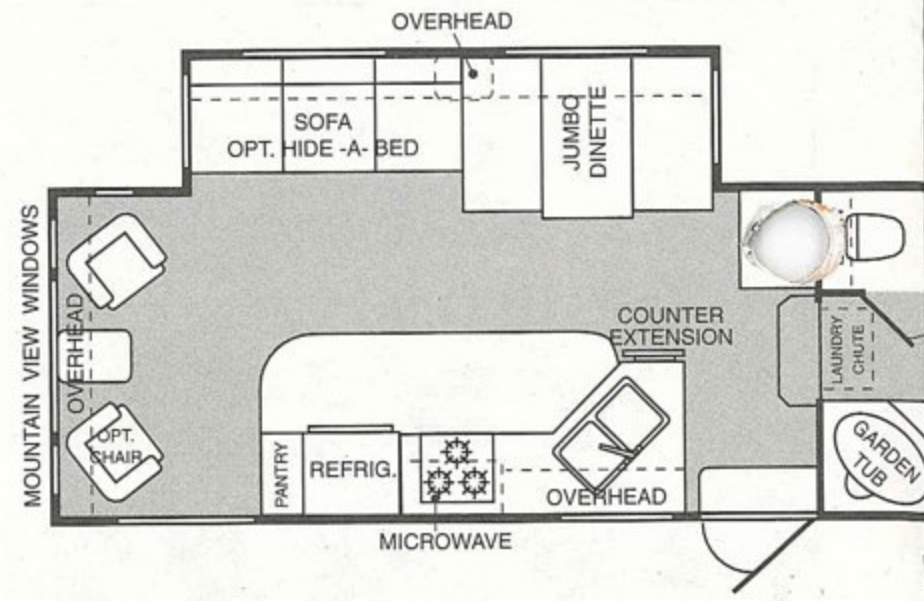 OVERHEAD
SOFA
OPT. HIDE -A- BED
JUMBO
DINETTE
MOUNTAIN VIEW WINDOWS
OVERHEAD
OPT.
CHAIR
COUNTER
EXTENSION
LAUNDRY
CHUTE
PANTRY
REFRIG.
OVERHEAD
GARDEN
TUB
MICROWAVE